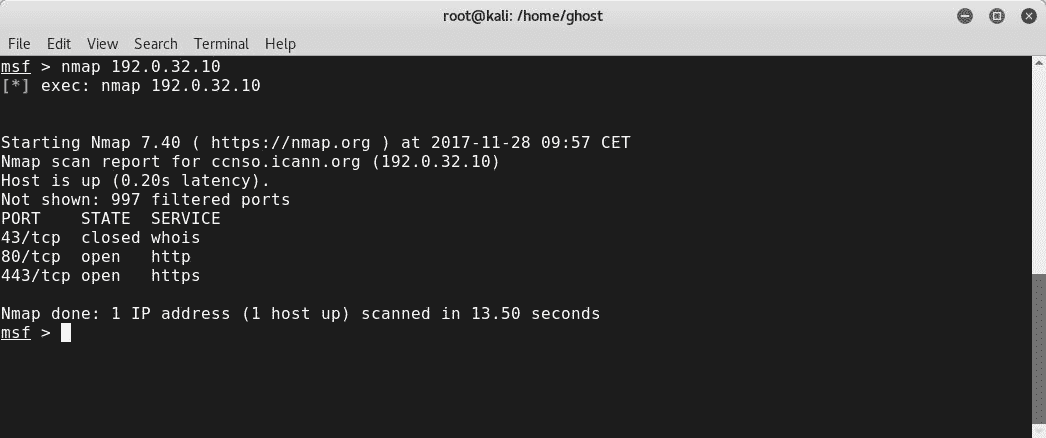 root@kali: /home/ghost
File Edit View Search Terminal Help
msf > nmap 192.0.32.10
[*] exec: nmap 192.0.32.10
Starting Nmap 7.40 ( https://nmap.org ) at 2017-11-28 09:57 CET
Nmap scan report for ccnso.icann.org (192.0.32.10)
Host is up (0.20s latency).
Not shown: 997 filtered ports
PORT    STATE  SERVICE
43/tcp  closed whois
80/tcp  open   http
443/tcp open   https
Nmap done: 1 IP address (1 host up) scanned in 13.50 seconds
msf >